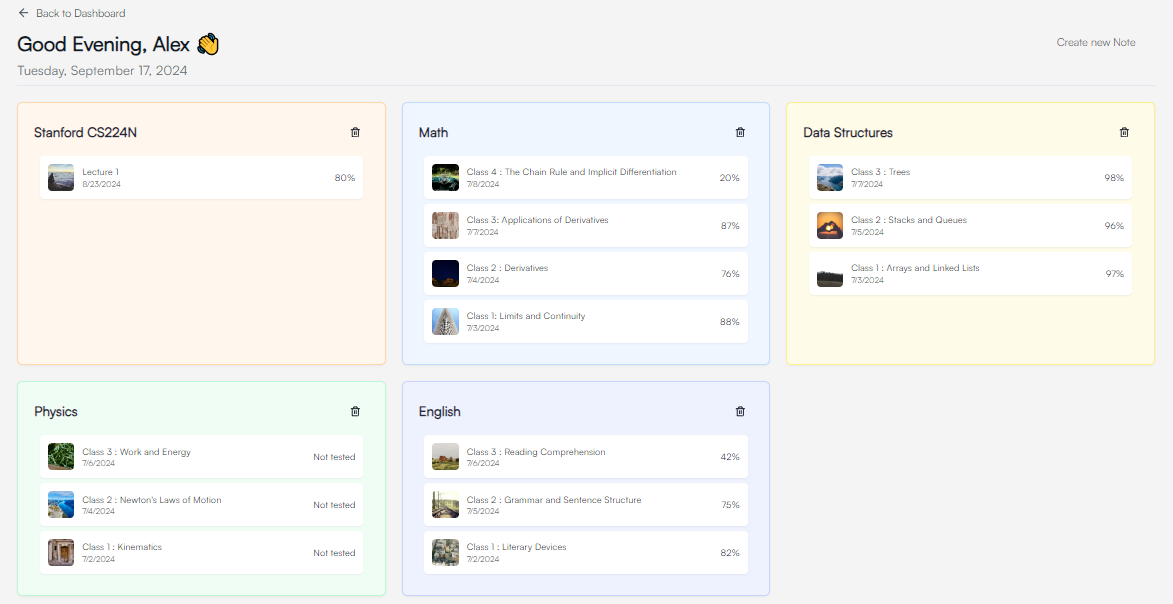 Back to Dashboard
Good Evening, Alex 👋
Create new Note
Tuesday, September 17, 2024
Stanford CS224N
Lecture 1
8/23/2024
80%
Math
Class 4 : The Chain Rule and Implicit Differentiation
7/8/2024
20%
Class 3: Applications of Derivatives
7/7/2024
87%
Class 2 : Derivatives
7/4/2024
76%
Class 1: Limits and Continuity
7/3/2024
88%
Data Structures
Class 3 : Trees
7/7/2024
98%
Class 2 : Stacks and Queues
7/5/2024
96%
Class 1 : Arrays and Linked Lists
7/3/2024
97%
Physics
Class 3 : Work and Energy
7/6/2024
Not tested
Class 2 : Newton's Laws of Motion
7/4/2024
Not tested
Class 1 : Kinematics
7/2/2024
Not tested
English
Class 3 : Reading Comprehension
7/6/2024
42%
Class 2 : Grammar and Sentence Structure
7/5/2024
75%
Class 1 : Literary Devices
7/2/2024
82%